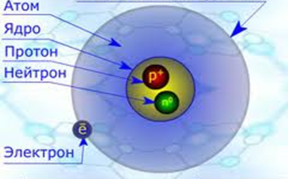 Атом
Ядро
Протон
Нейтрон
p⁺
n⁰
ē
Электрон